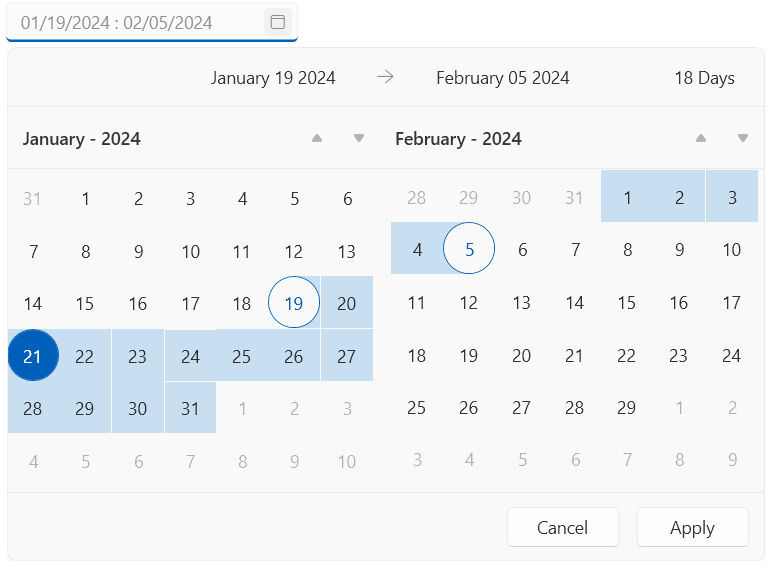 01/19/2024 : 02/05/2024
January 19 2024 → February 05 2024 18 Days
January - 2024
31 1 2 3 4 5 6
7 8 9 10 11 12 13
14 15 16 17 18 19 20
21 22 23 24 25 26 27
28 29 30 31 1 2 3
4 5 6 7 8 9 10
February - 2024
28 29 30 31 1 2 3
4 5 6 7 8 9 10
11 12 13 14 15 16 17
18 19 20 21 22 23 24
25 26 27 28 29 1 2
3 4 5 6 7 8 9
Cancel Apply